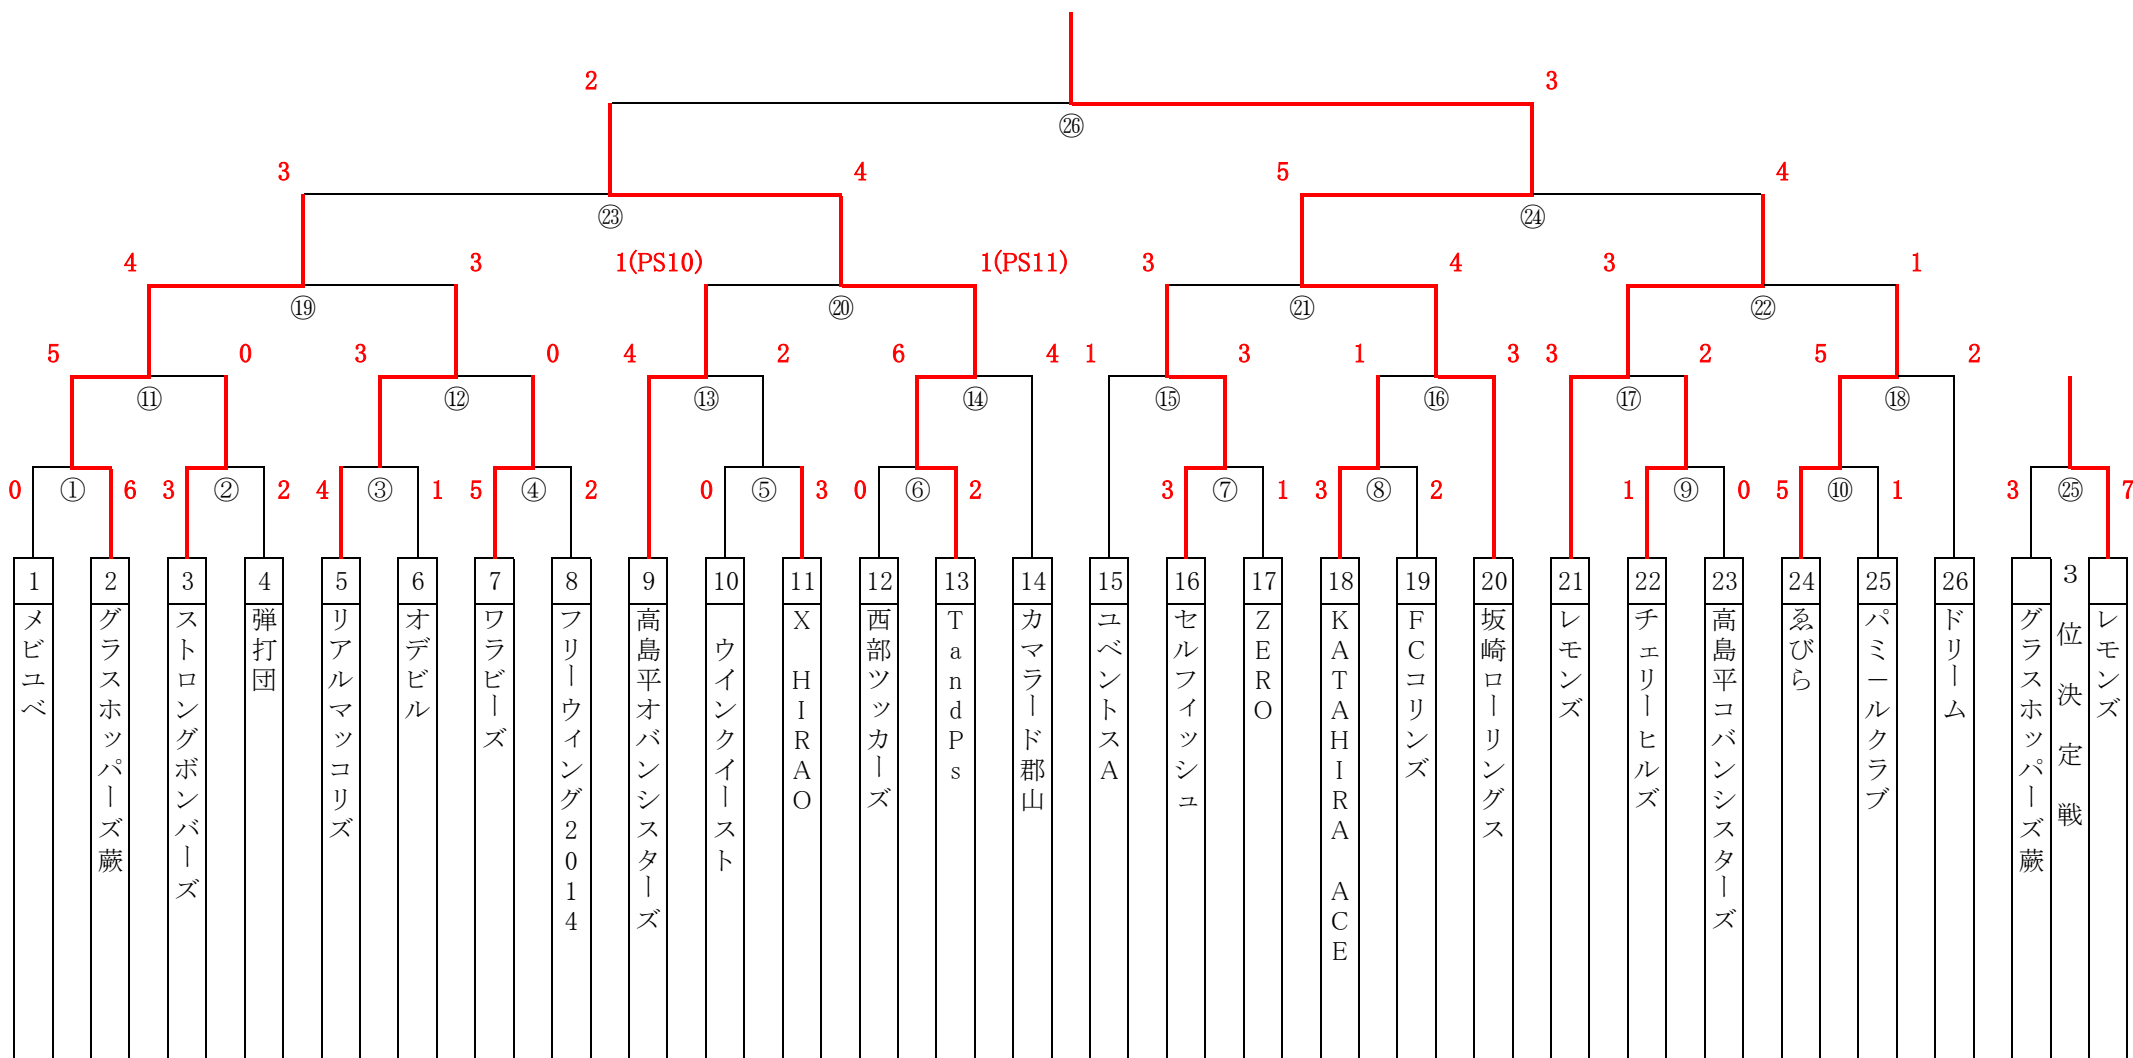 2 3
㉖
3 4 5 4
㉓ ㉔
4 3 1(PS10) 1(PS11) 3 4 3 1
⑲ ⑳ ㉑ ㉒
5 0 3 0 4 2 6 4 1 3 1 3 3 2 5 2
⑪ ⑫ ⑬ ⑭ ⑮ ⑯ ⑰ ⑱
0 ① 6 3 ② 2 4 ③ 1 5 ④ 2 0 ⑤ 3 0 ⑥ 2 3 ⑦ 1 3 ⑧ 2 1 ⑨ 0 5 ⑩ 1 3 ㉕ 7
1 2 3 4 5 6 7 8 9 10 11 12 13 14 15 16 17 18 19 20 21 22 23 24 25 26
メビユベ
グラスホッパーズ蕨
ストロングボンバーズ
弾打団
リアルマッコリズ
オデビル
ワラビーズ
フリーウィング2014
高島平オバンシスターズ
ウインクイースト
X HIRAO
西部ツッカーズ
TandPs
カマラード郡山
ユベントスA
セルフィッシュ
ZERO
KATAHIRA ACE
FCコリンズ
坂崎ローリングス
レモンズ
チェリーヒルズ
高島平コバンシスターズ
ゑびら
パミールクラブ
ドリーム
グラスホッパーズ蕨
3位決定戦
レモンズ